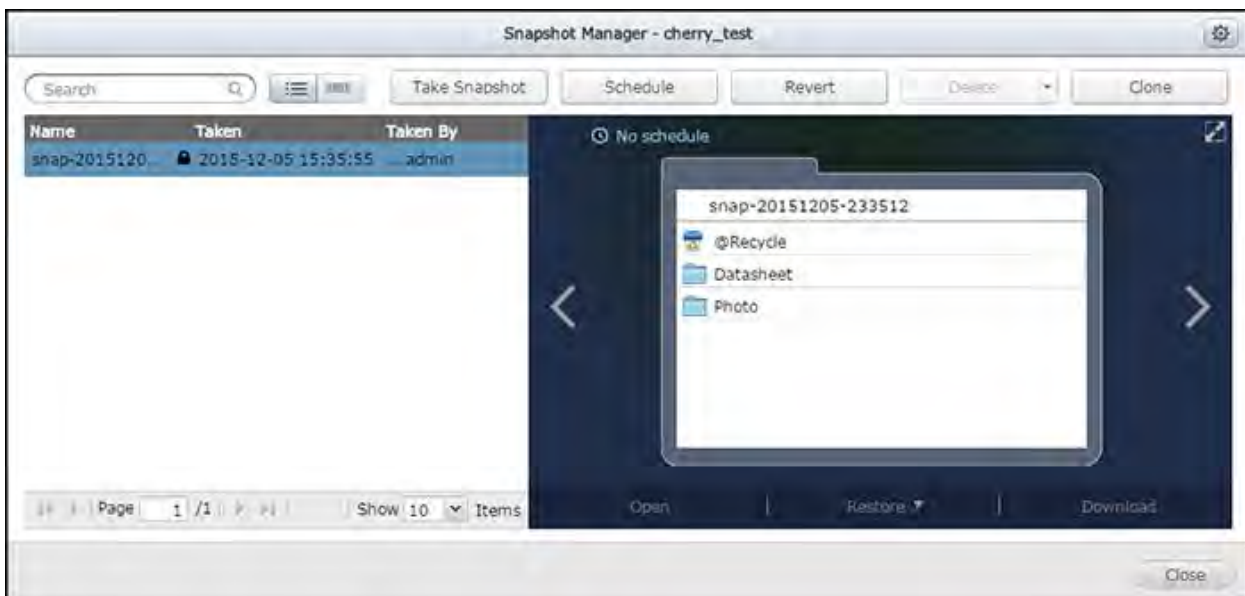 Snapshot Manager - cherry_test
Search
Take Snapshot
Schedule
Revert
Delete
Clone
Name Taken Taken By
snap-2015120... 2015-12-05 15:35:55 ... admin
No schedule
snap-20151205-233512
@Recycle
Datasheet
Photo
Page 1 /1
Show 10 Items
Open | Restore | Download
Close